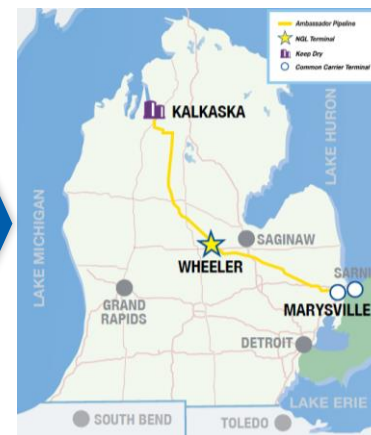 Ambassador Pipeline
NGL Terminal
Keep Dry
Common Carrier Terminal
KALKASKA
LAKE HURON
LAKE MICHIGAN
SAGINAW
WHEELER
SARNI
MARYSVILLE
GRAND
RAPIDS
DETROIT
LAKE ERIE
SOUTH BEND
TOLEDO